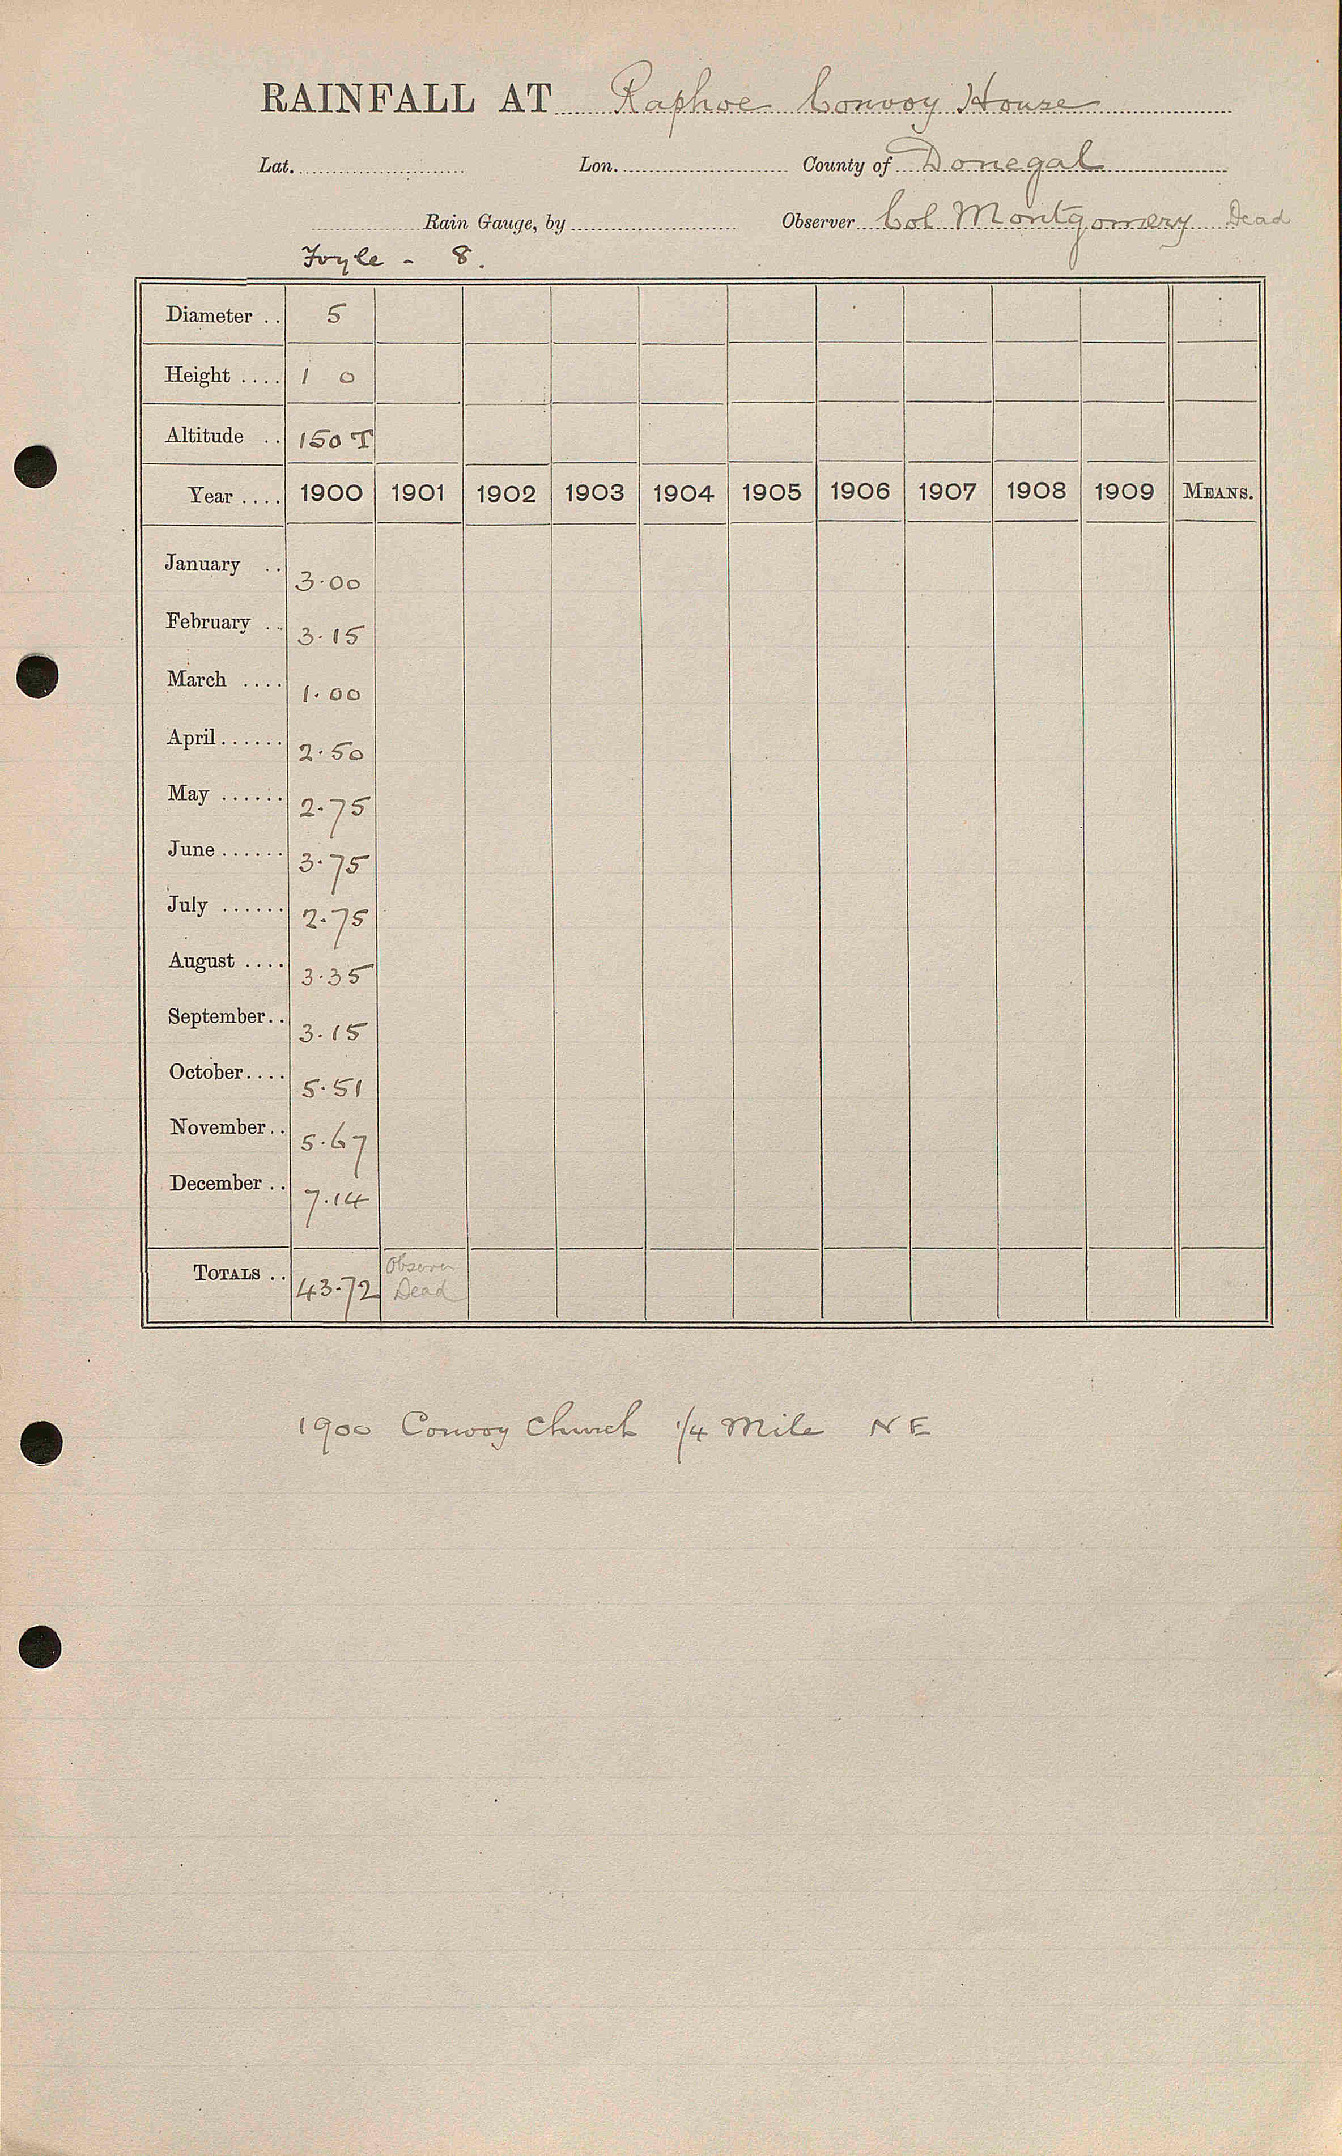 RAINFALL AT Raphoe Convoy House
Lat. Lon. County of Donegal
Rain Gauge, by Observer Col Montgomery Dead
Foyle - 8.
Diameter .. 5
Height .... 1 0
Altitude .. 150 T
Year .... 1900 1901 1902 1903 1904 1905 1906 1907 1908 1909 MEANS.
January .. 3.00
February .. 3.15
March .... 1.00
April...... 2.50
May ...... 2.75
June...... 3.75
July ...... 2.75
August .... 3.35
September.. 3.15
October.... 5.51
November.. 5.67
December .. 7.14
TOTALS .. 43.72 Observer Dead
1900 Convoy Church 1/4 Mile NE